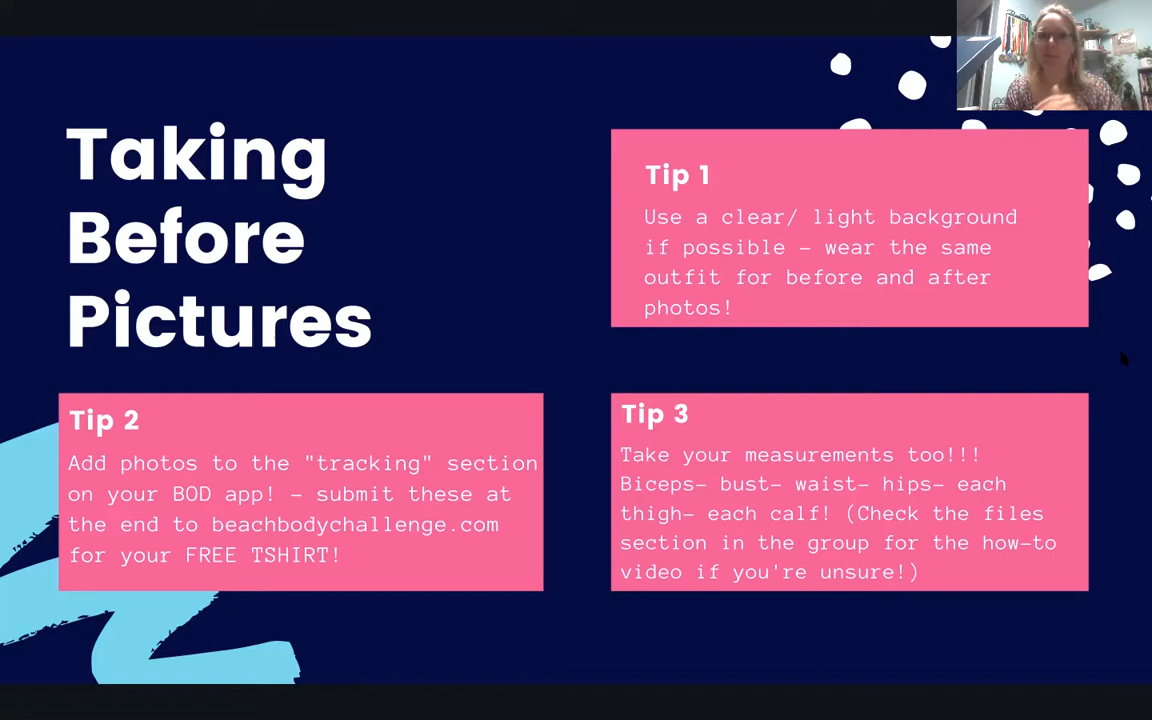 Taking
Before
Pictures
Tip 1
Use a clear/ light background
if possible - wear the same
outfit for before and after
photos!
Tip 2
Add photos to the "tracking" section
on your BOD app! - submit these at
the end to beachbodychallenge.com
for your FREE TSHIRT!
Tip 3
Take your measurements too!!!
Biceps- bust- waist- hips- each
thigh- each calf! (Check the files
section in the group for the how-to
video if you're unsure!)